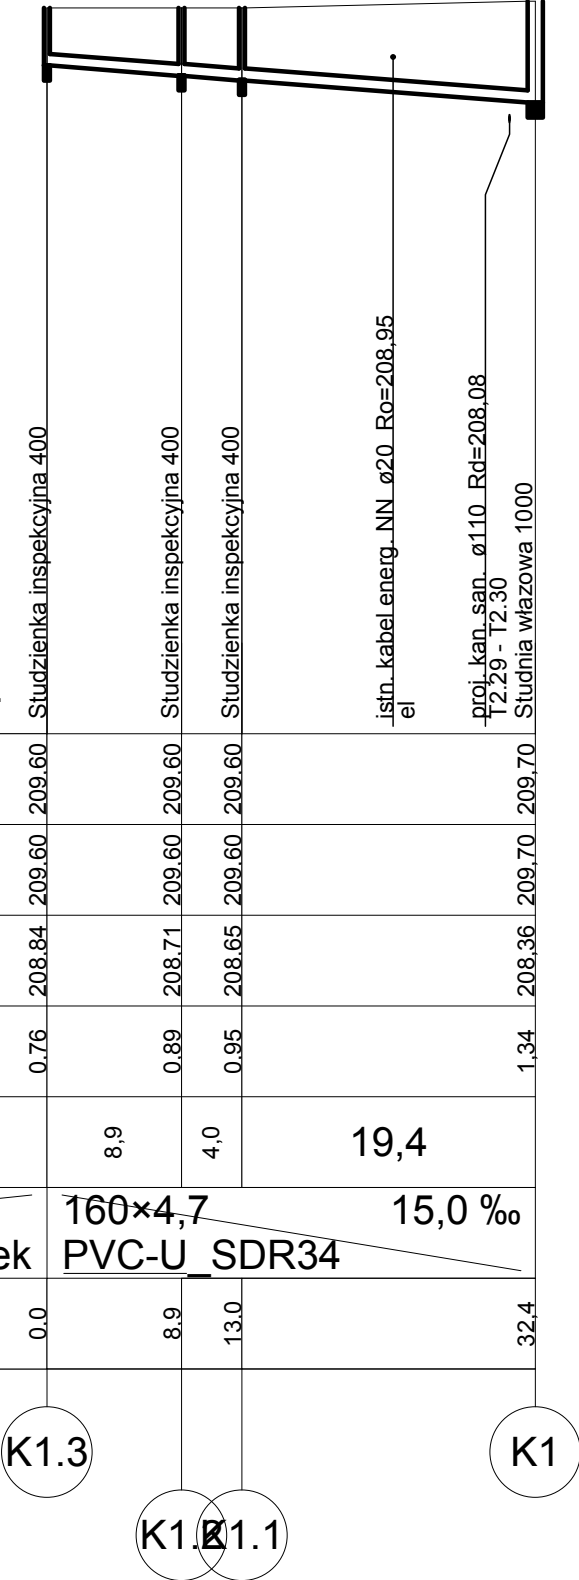 Studzienka inspekcyjna 400
Studzienka inspekcyjna 400
Studzienka inspekcyjna 400
istn. kabel energ. NN ø20 Ro=208,95
el
proj. kan. san. ø110 Rd=208,08
T2.29 - T2.30
Studnia włazowa 1000
209.60 209.60 209.60 209,70
209.60 209.60 209.60 209,70
208.84 208.71 208.65 208,36
0.76 0.89 0.95 1,34
8,9 4,0 19,4
160×4,7 15,0 ‰
ek PVC-U_SDR34
0.0 8.9 13.0 32,4
K1.3 K1
K1.2 K1.1